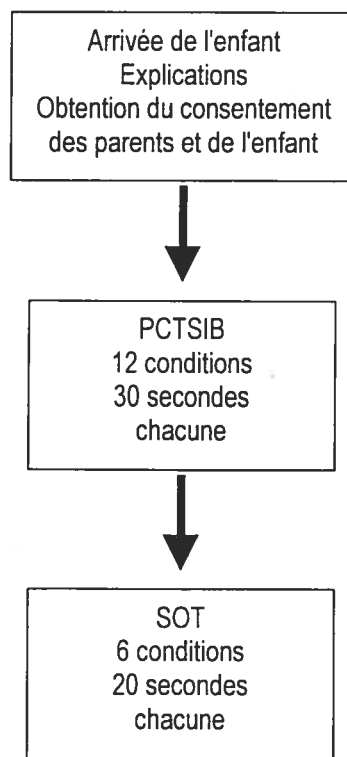 Arrivée de l'enfant
Explications
Obtention du consentement
des parents et de l'enfant
PCTSIB
12 conditions
30 secondes
chacune
SOT
6 conditions
20 secondes
chacune